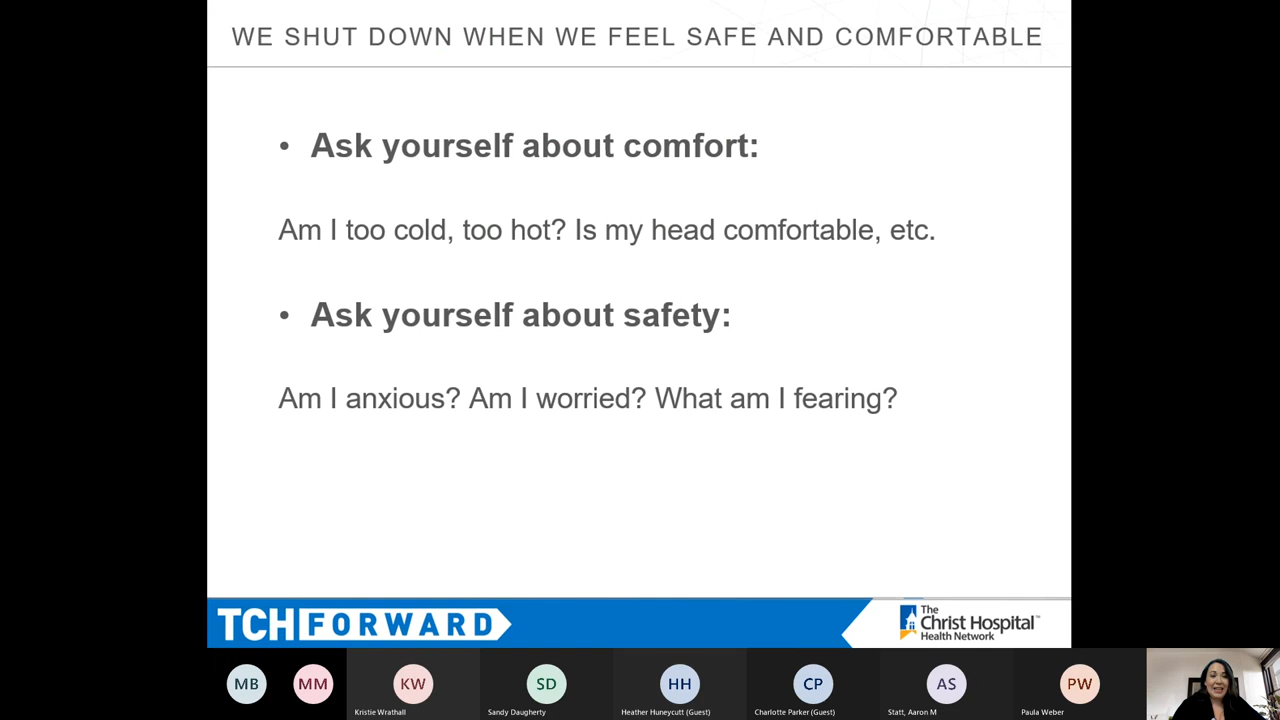 WE SHUT DOWN WHEN WE FEEL SAFE AND COMFORTABLE
• Ask yourself about comfort:
Am I too cold, too hot? Is my head comfortable, etc.
• Ask yourself about safety:
Am I anxious? Am I worried? What am I fearing?
TCH FORWARD
The
Christ Hospital™
Health Network
MB
MM
KW
SD
HH
CP
AS
PW
Kristie Wrathall
Sandy Daugherty
Heather Huneycutt (Guest)
Charlotte Parker (Guest)
Statt, Aaron M
Paula Weber